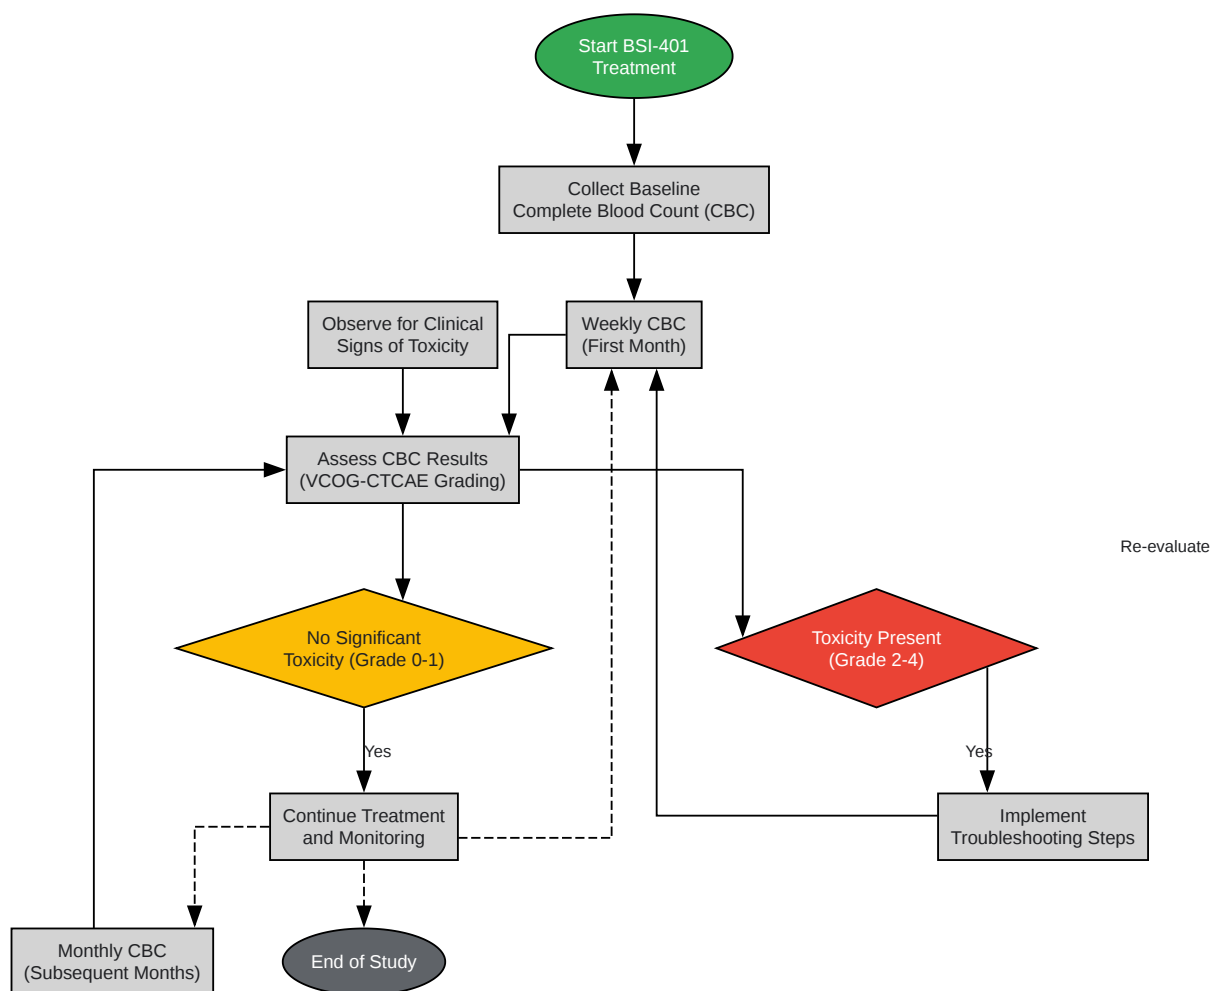 Start BSI-401
Treatment
Collect Baseline
Complete Blood Count (CBC)
Observe for Clinical
Signs of Toxicity
Weekly CBC
(First Month)
Assess CBC Results
(VCOG-CTCAE Grading)
Re-evaluate
No Significant
Toxicity (Grade 0-1)
Toxicity Present
(Grade 2-4)
Yes
Yes
Continue Treatment
and Monitoring
Implement
Troubleshooting Steps
Monthly CBC
(Subsequent Months)
End of Study